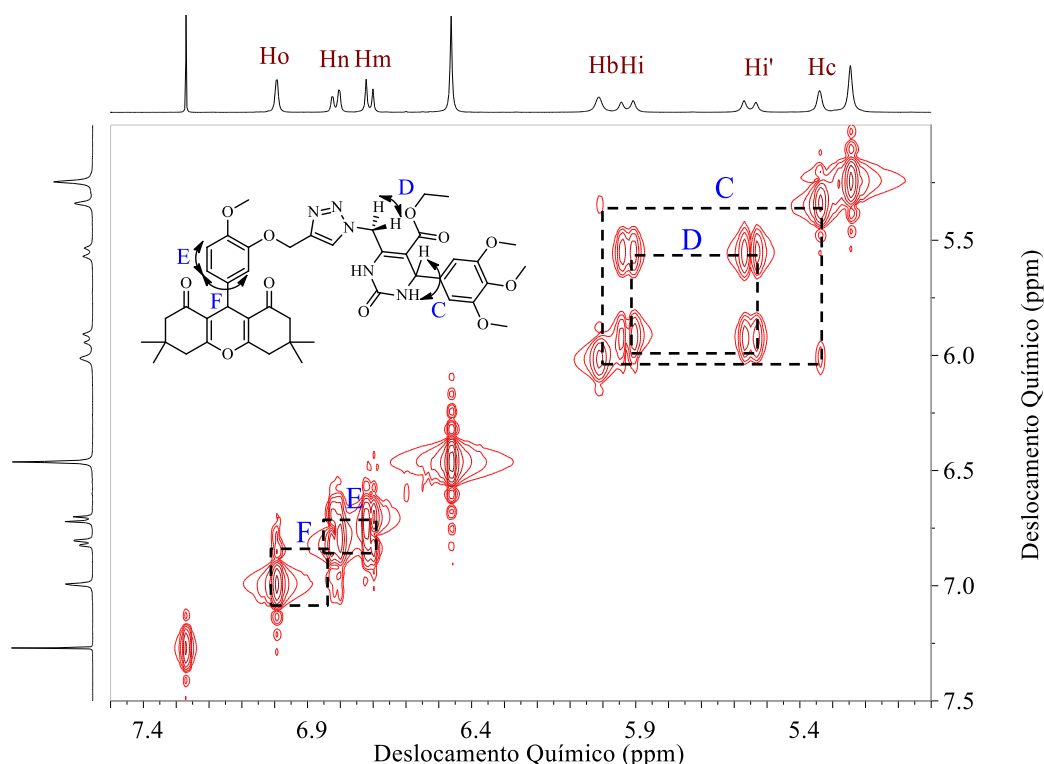 Ho Hn Hm Hb Hi Hi' Hc
C
D
E
F
D
O
H
O
N N
N
N
H
O
O
O
H
E
HN
O
O
F
O
O
N
H
O
C
O
O
O
5.5
6.0
6.5
7.0
7.5
Deslocamento Químico (ppm)
7.4 6.9 6.4 5.9 5.4
Deslocamento Químico (ppm)